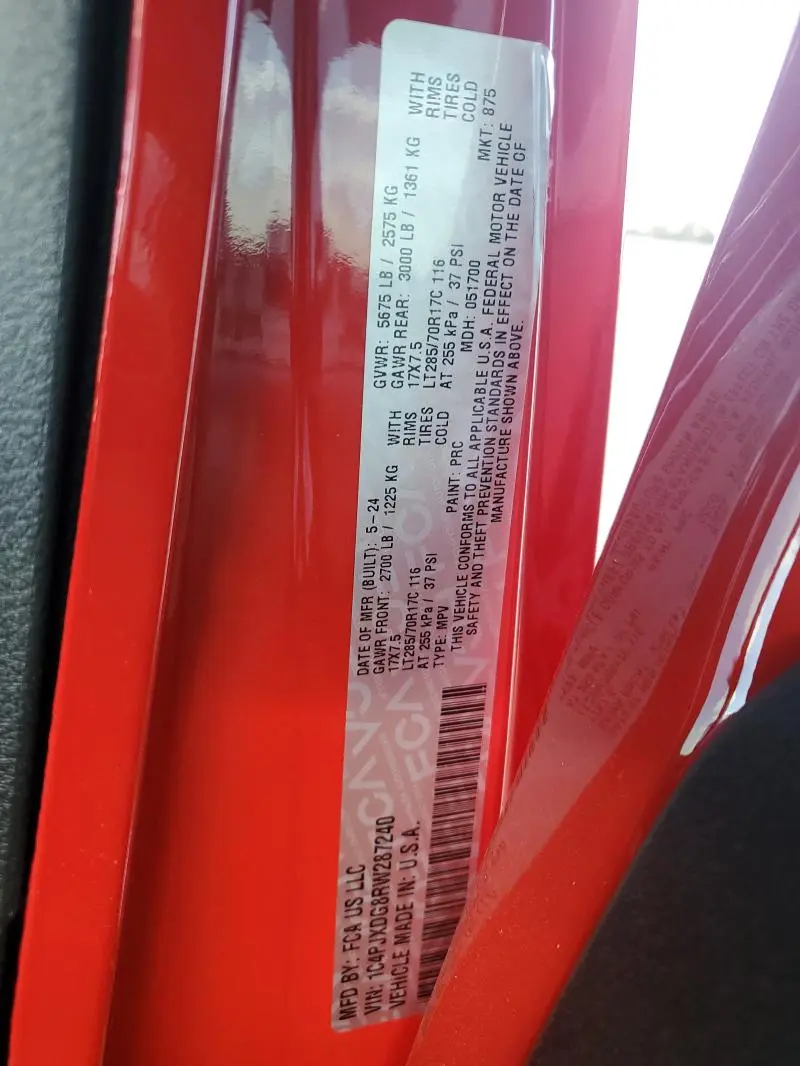 MFD BY: FCA US LLC
VIN: 1C4PJXDG8RW287240
VEHICLE MADE IN: U.S.A.
DATE OF MFR (BUILT): 5-24 GVWR: 5675 LB / 2575 KG
GAWR FRONT: 2700 LB / 1225 KG WITH GAWR REAR: 3000 LB / 1361 KG WITH
17X7.5 RIMS 17X7.5 RIMS
LT285/70R17C 116 TIRES LT285/70R17C 116 TIRES
AT 255 kPa / 37 PSI COLD AT 255 kPa / 37 PSI COLD
TYPE: MPV PAINT: PRC MDH: 051700 MKT: 875
THIS VEHICLE CONFORMS TO ALL APPLICABLE U.S.A. FEDERAL MOTOR VEHICLE
SAFETY AND THEFT PREVENTION STANDARDS IN EFFECT ON THE DATE OF
MANUFACTURE SHOWN ABOVE.
FCA